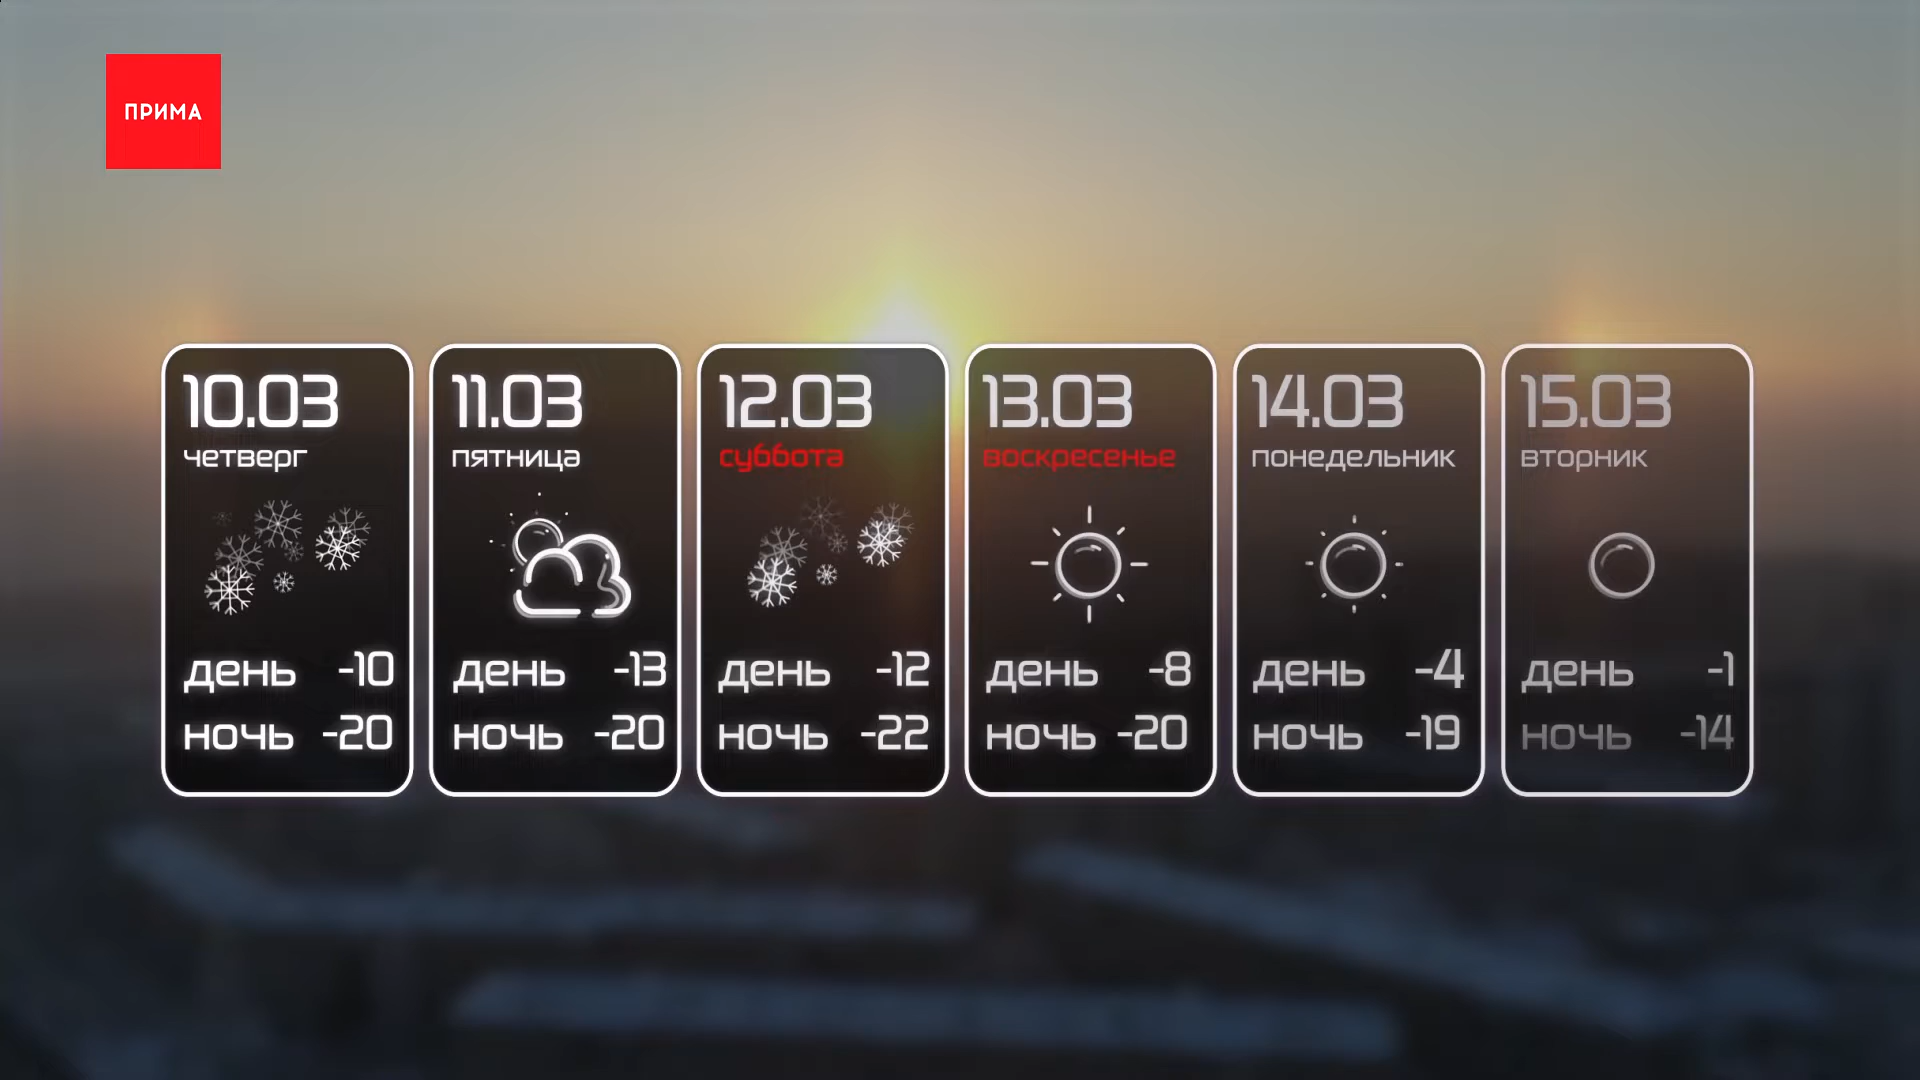 ПРИМА
10.03
четверг
день -10
ночь -20
11.03
пятница
день -13
ночь -20
12.03
суббота
день -12
ночь -22
13.03
воскресенье
день -8
ночь -20
14.03
понедельник
день -4
ночь -19
15.03
вторник
день -1
ночь -14